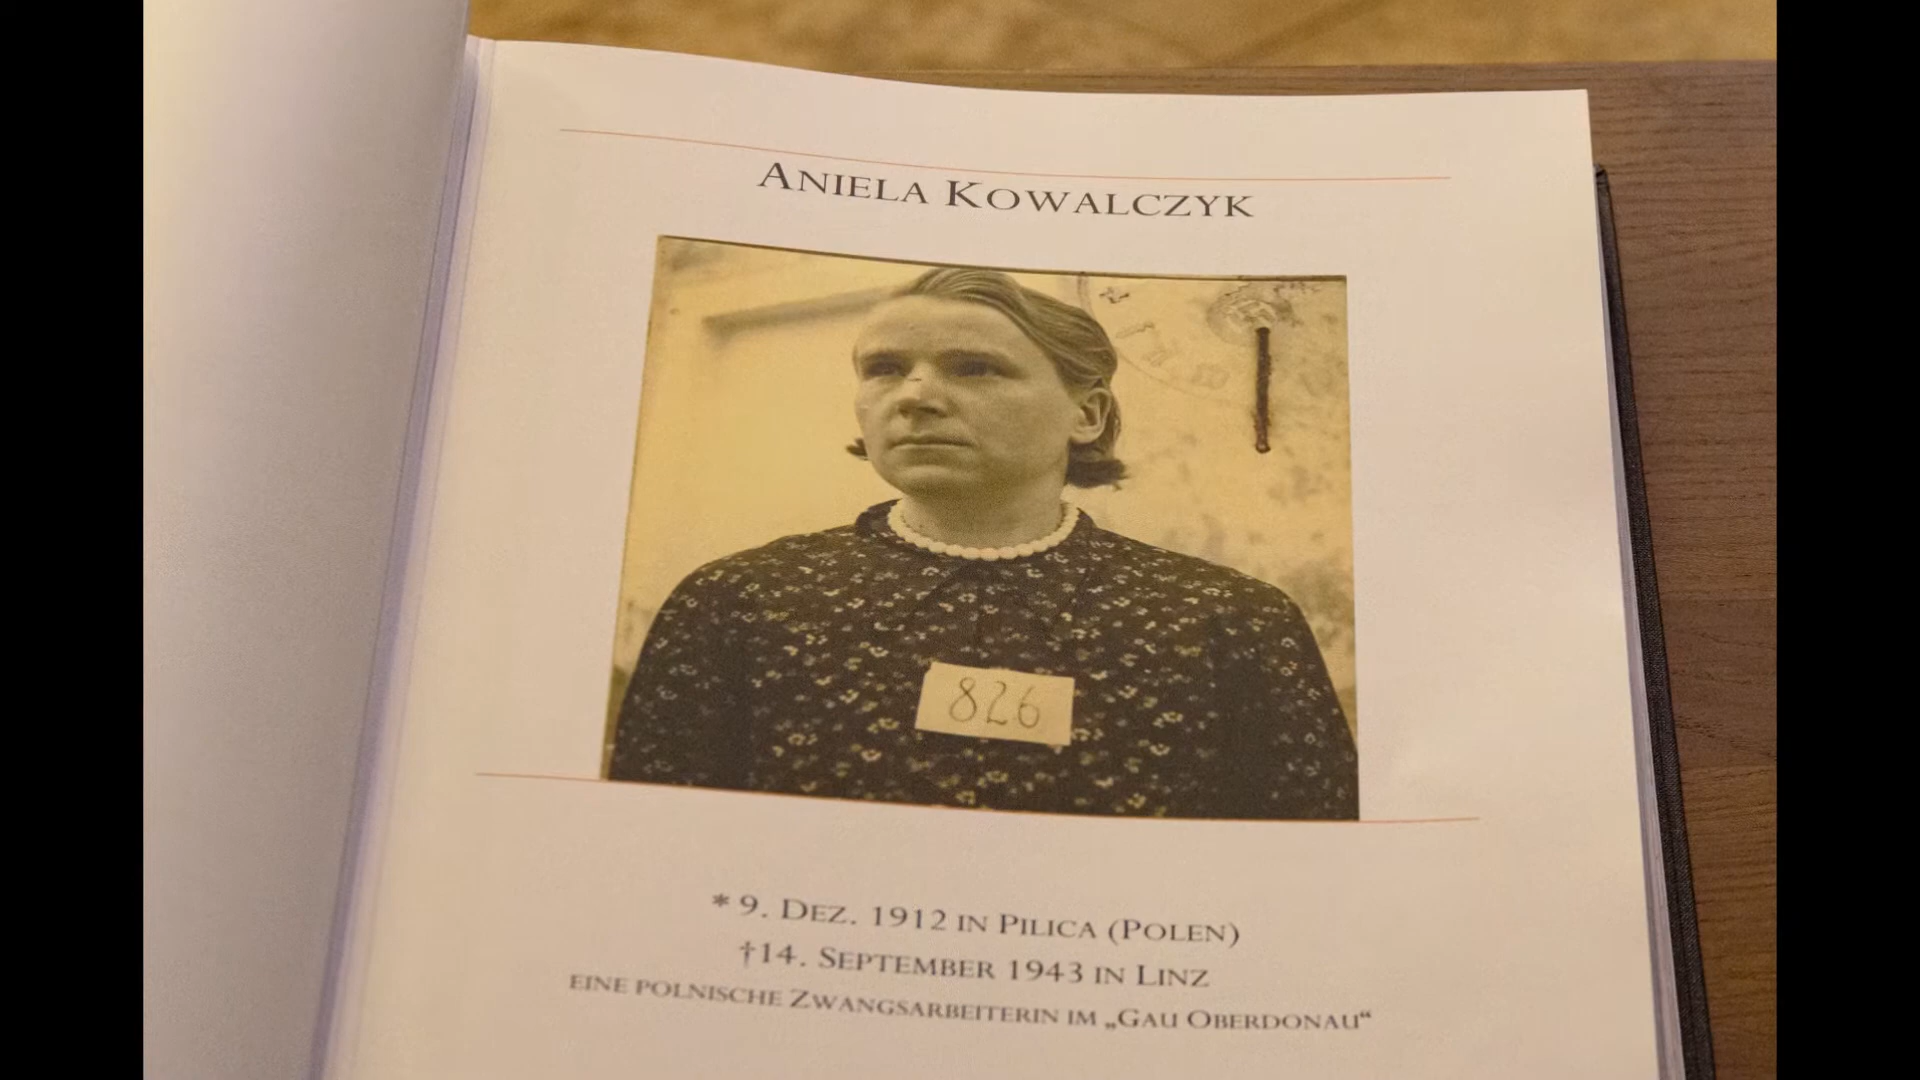 ANIELA KOWALCZYK
826
* 9. DEZ. 1912 IN PILICA (POLEN)
†14. SEPTEMBER 1943 IN LINZ
EINE POLNISCHE ZWANGSARBEITERIN IM „GAU OBERDONAU“